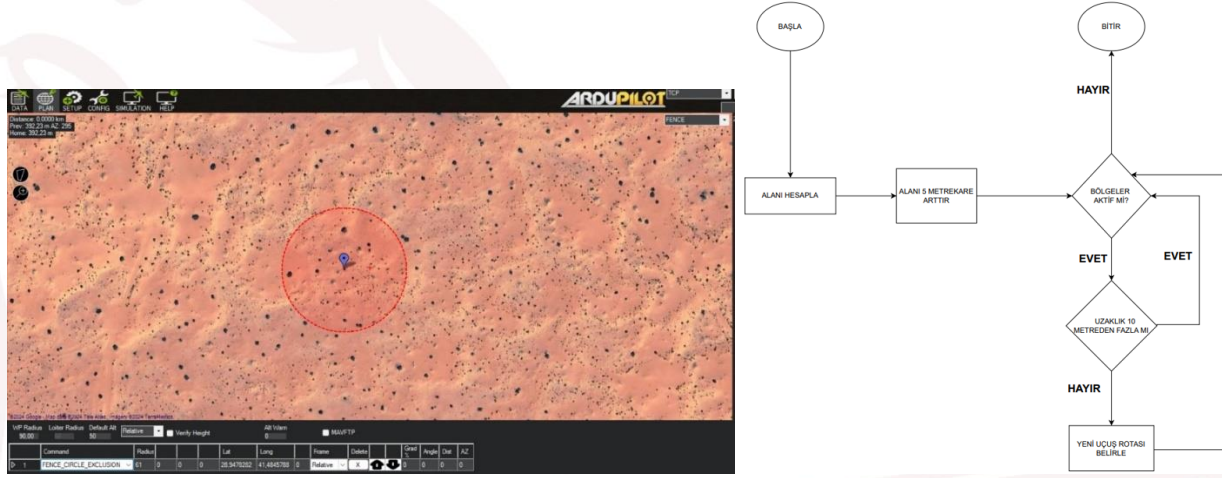 DATA PLAN SETUP CONFIG SIMULATION HELP
ARDUPILOT
TCP
Distance: 0.0000 km
Prev: 392,23 m AZ: 295
Home: 392,23 m
FENCE
WP Radius Loiter Radius Default Alt Alt Warn
90,00 50 Relative Verify Height 0 MAVFTP
Command Radius Lat Long Frame Delete Grad % Angle Dist AZ
1 FENCE_CIRCLE_EXCLUSION 61 0 0 0 28,9478282 41,4845788 0 Relative X 0 0 0 0
BAŞLA
BİTİR
HAYIR
ALANI HESAPLA
ALANI 5 METREKARE
ARTTIR
BÖLGELER
AKTİF Mİ?
EVET
EVET
UZAKLIK 10
METREDEN FAZLA MI
HAYIR
YENİ UÇUŞ ROTASI
BELİRLE